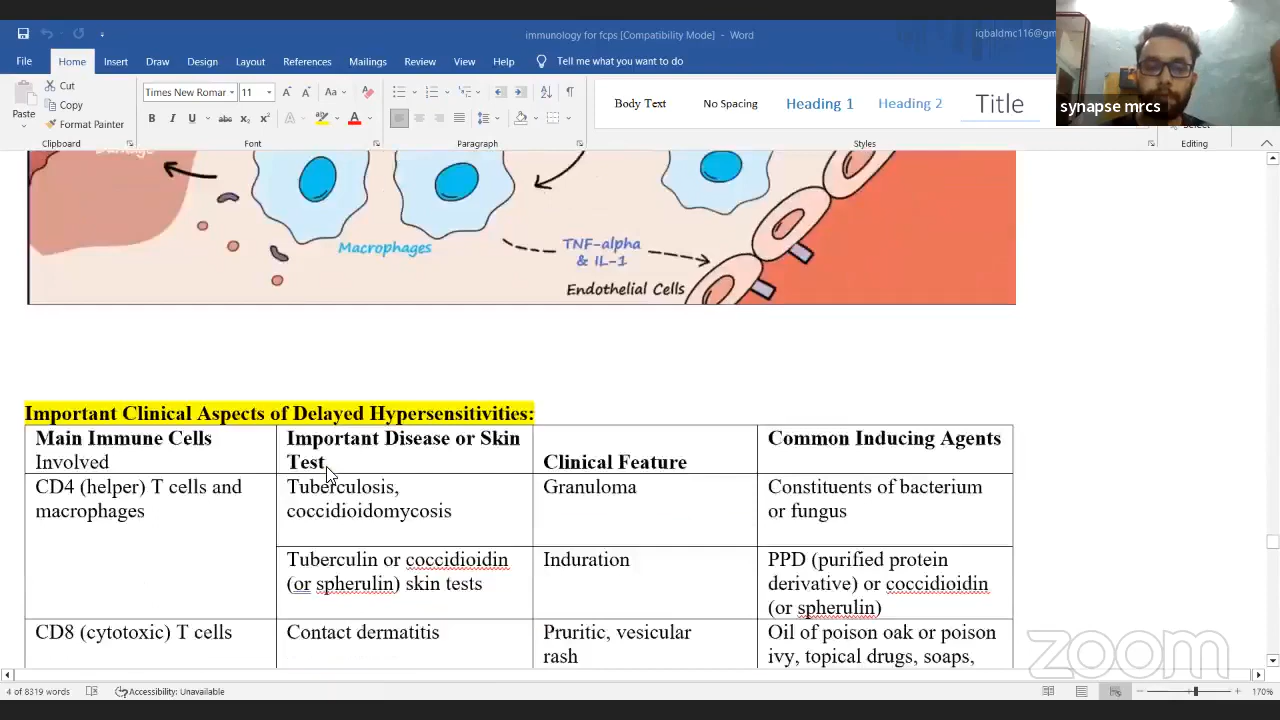 immunology for fcps [Compatibility Mode] - Word
iqbaldmc116@gm
File Home Insert Draw Design Layout References Mailings Review View Help Tell me what you want to do
Paste
Cut
Copy
Format Painter
Clipboard
Times New Roman 11
Font
Paragraph
Body Text
No Spacing
Heading 1
Heading 2
Title
Styles
Select
Editing
synapse mrcs
Damage
Macrophages
TNF-alpha
& IL-1
Endothelial Cells
Important Clinical Aspects of Delayed Hypersensitivities:
Main Immune Cells
Involved
Important Disease or Skin
Test
Clinical Feature
Common Inducing Agents
CD4 (helper) T cells and
macrophages
Tuberculosis,
coccidioidomycosis
Granuloma
Constituents of bacterium
or fungus
Tuberculin or coccidioidin
(or spherulin) skin tests
Induration
PPD (purified protein
derivative) or coccidioidin
(or spherulin)
CD8 (cytotoxic) T cells
Contact dermatitis
Pruritic, vesicular
rash
Oil of poison oak or poison
ivy, topical drugs, soaps,
zoom
4 of 8319 words
Accessibility: Unavailable
170%